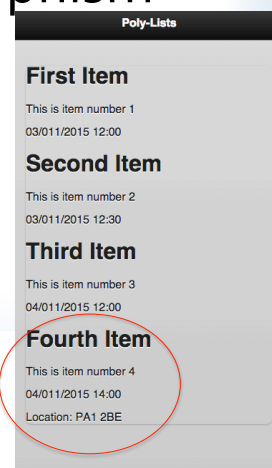 phism
Poly-Lists
First Item
This is item number 1
03/011/2015 12:00
Second Item
This is item number 2
03/011/2015 12:30
Third Item
This is item number 3
04/011/2015 12:00
Fourth Item
This is item number 4
04/011/2015 14:00
Location: PA1 2BE